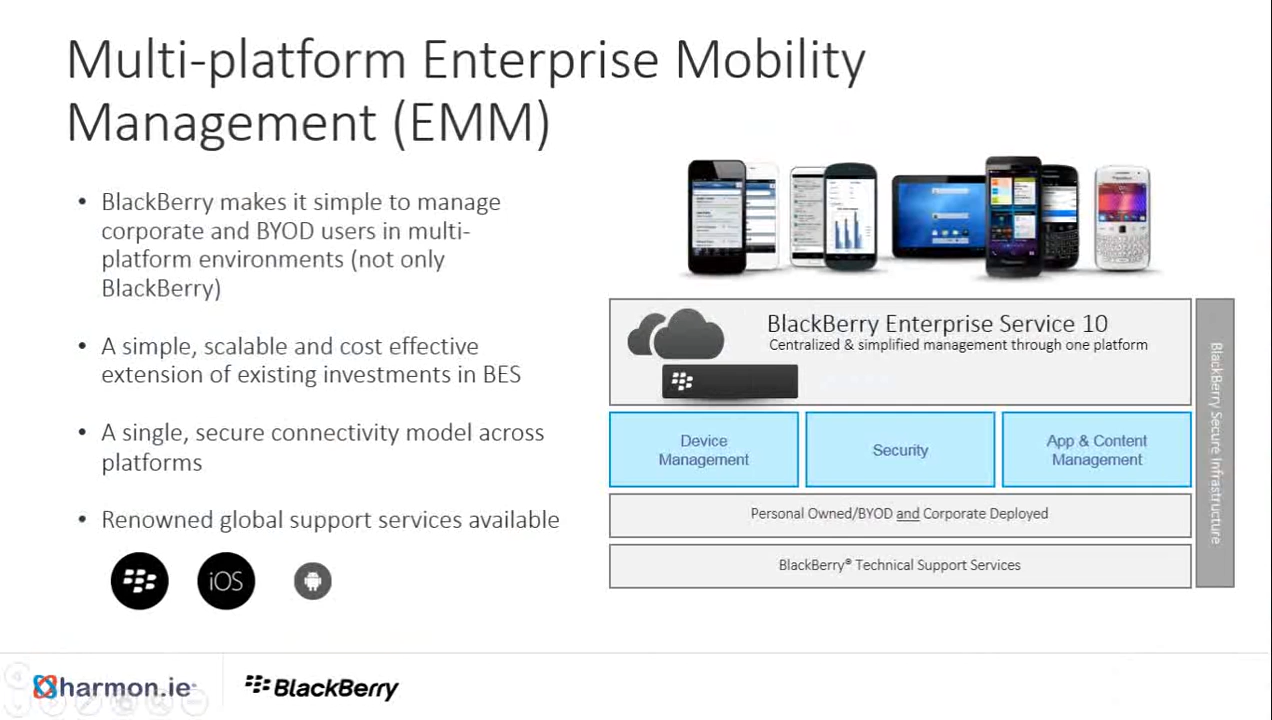 Multi-platform Enterprise Mobility
Management (EMM)
• BlackBerry makes it simple to manage
corporate and BYOD users in multi-
platform environments (not only
BlackBerry)
• A simple, scalable and cost effective
extension of existing investments in BES
• A single, secure connectivity model across
platforms
• Renowned global support services available
iOS
BlackBerry Enterprise Service 10
Centralized & simplified management through one platform
Device
Management
Security
App & Content
Management
Personal Owned/BYOD and Corporate Deployed
BlackBerry® Technical Support Services
BlackBerry Secure Infrastructure
harmon.ie
BlackBerry